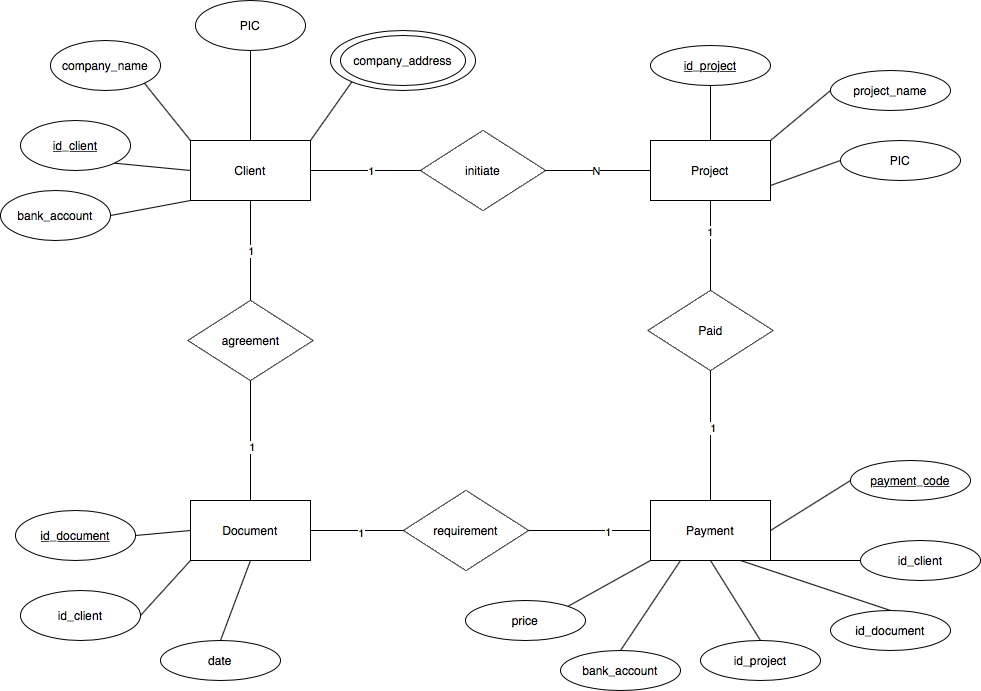 PIC
company_name
company_address
id_project
project_name
id_client
Client
1
initiate
N
Project
PIC
bank_account
1
1
agreement
Paid
1
1
payment_code
id_document
Document
1
requirement
1
Payment
id_client
id_client
price
id_document
date
bank_account
id_project